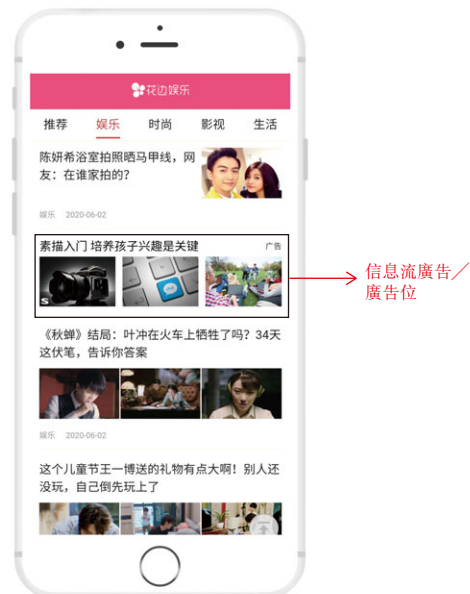 花边娱乐
推荐 娱乐 时尚 影视 生活
陈妍希浴室拍照晒马甲线，网
友：在谁家拍的？
娱乐 2020-06-02
素描入门 培养孩子兴趣是关键 广告
信息流廣告／
廣告位
《秋蝉》结局：叶冲在火车上牺牲了吗？34天
这伏笔，告诉你答案
娱乐 2020-06-02
这个儿童节王一博送的礼物有点大啊！别人还
没玩，自己倒先玩上了